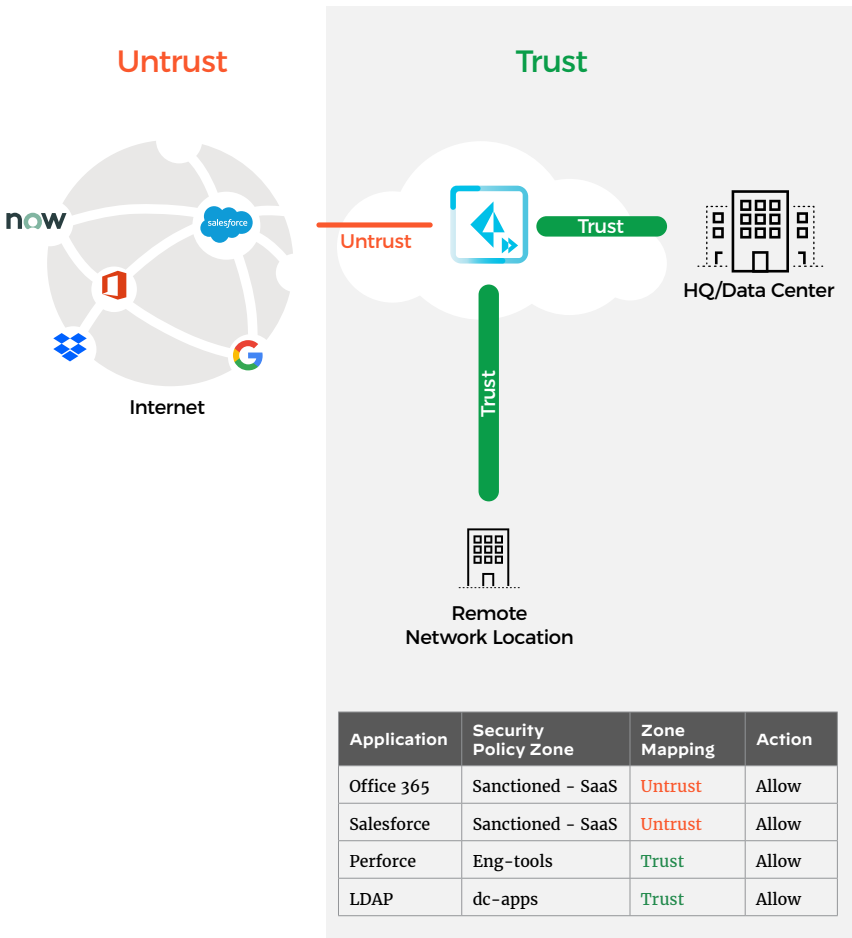 Untrust
Trust
now
salesforce
Untrust
Trust
HQ/Data Center
Internet
Trust
Remote
Network Location
Application Security Policy Zone Zone Mapping Action
Office 365 Sanctioned - SaaS Untrust Allow
Salesforce Sanctioned - SaaS Untrust Allow
Perforce Eng-tools Trust Allow
LDAP dc-apps Trust Allow